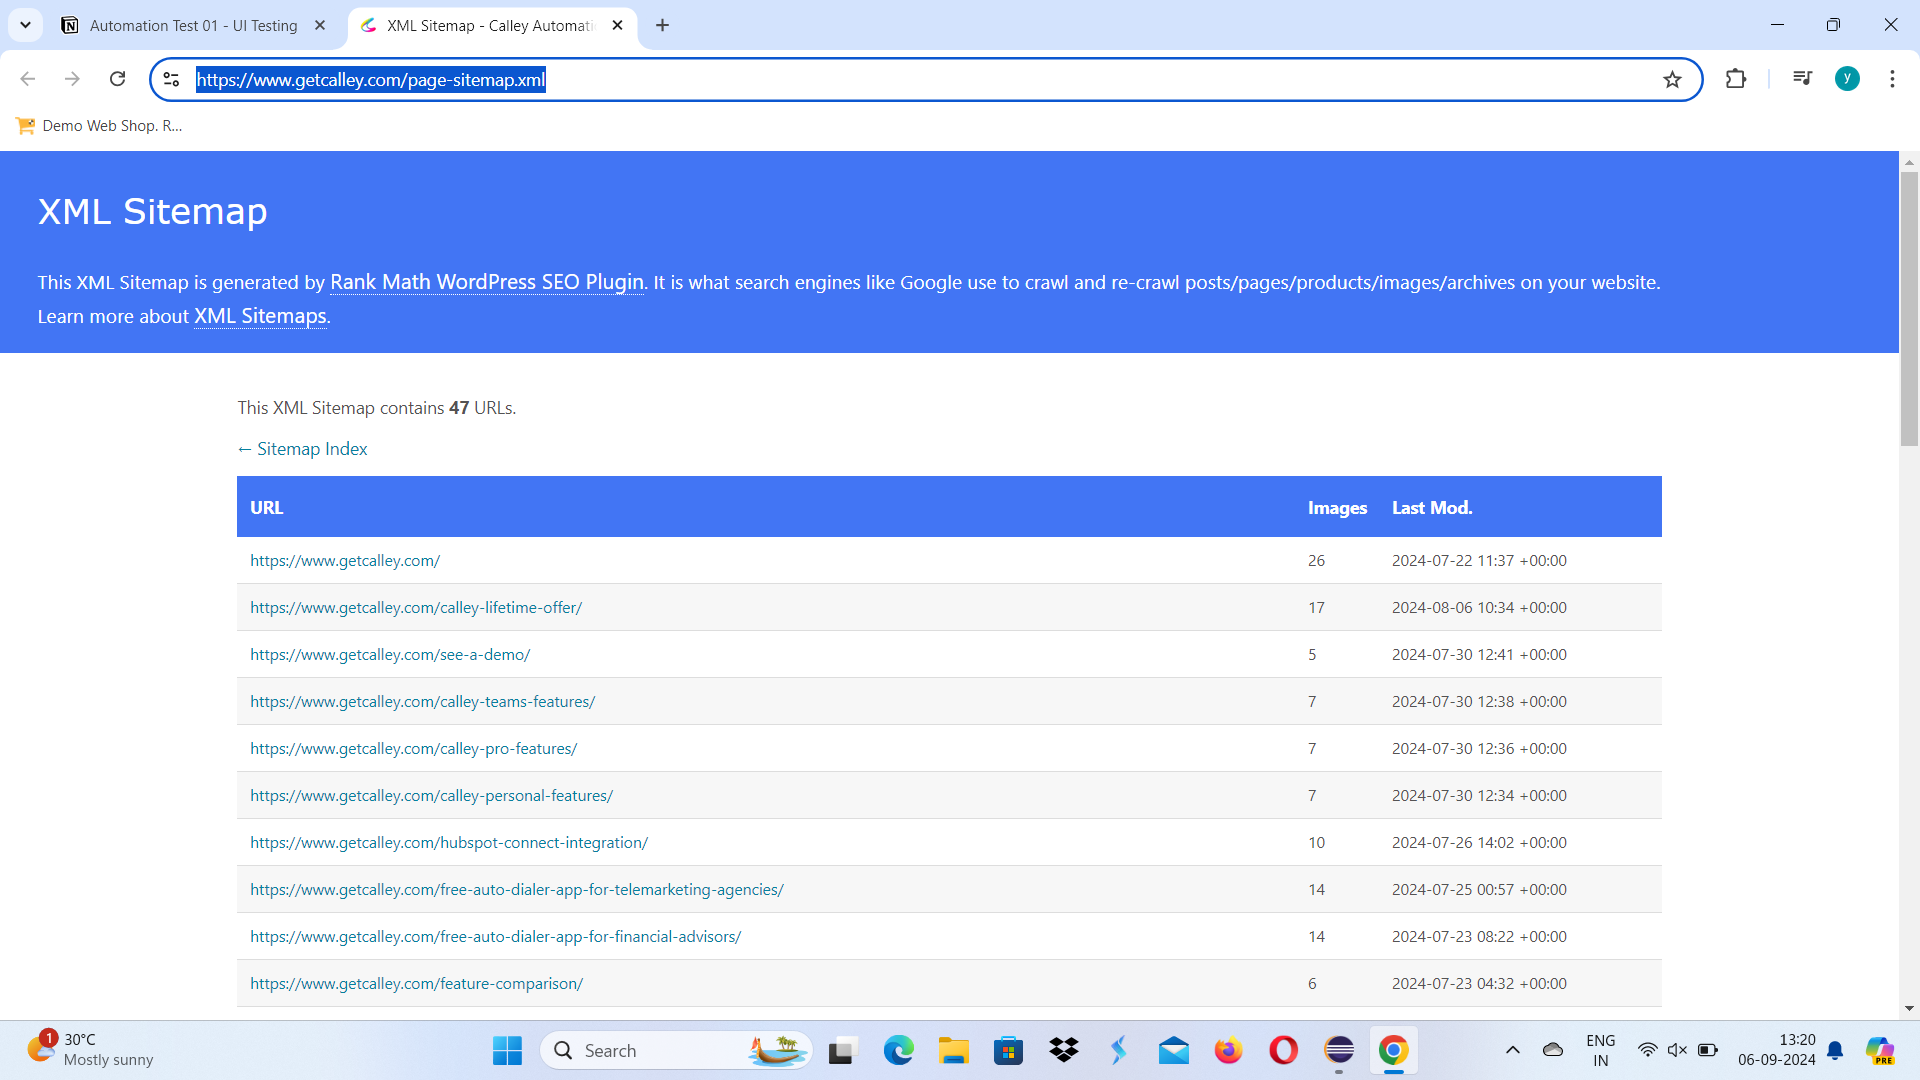 Automation Test 01 - UI Testing
XML Sitemap - Calley Automati
https://www.getcalley.com/page-sitemap.xml
y
Demo Web Shop. R...
XML Sitemap
This XML Sitemap is generated by Rank Math WordPress SEO Plugin. It is what search engines like Google use to crawl and re-crawl posts/pages/products/images/archives on your website.
Learn more about XML Sitemaps.
This XML Sitemap contains 47 URLs.
← Sitemap Index
URL Images Last Mod.
https://www.getcalley.com/ 26 2024-07-22 11:37 +00:00
https://www.getcalley.com/calley-lifetime-offer/ 17 2024-08-06 10:34 +00:00
https://www.getcalley.com/see-a-demo/ 5 2024-07-30 12:41 +00:00
https://www.getcalley.com/calley-teams-features/ 7 2024-07-30 12:38 +00:00
https://www.getcalley.com/calley-pro-features/ 7 2024-07-30 12:36 +00:00
https://www.getcalley.com/calley-personal-features/ 7 2024-07-30 12:34 +00:00
https://www.getcalley.com/hubspot-connect-integration/ 10 2024-07-26 14:02 +00:00
https://www.getcalley.com/free-auto-dialer-app-for-telemarketing-agencies/ 14 2024-07-25 00:57 +00:00
https://www.getcalley.com/free-auto-dialer-app-for-financial-advisors/ 14 2024-07-23 08:22 +00:00
https://www.getcalley.com/feature-comparison/ 6 2024-07-23 04:32 +00:00
1
30°C
Mostly sunny
Search
ENG
IN
13:20
06-09-2024
PRE